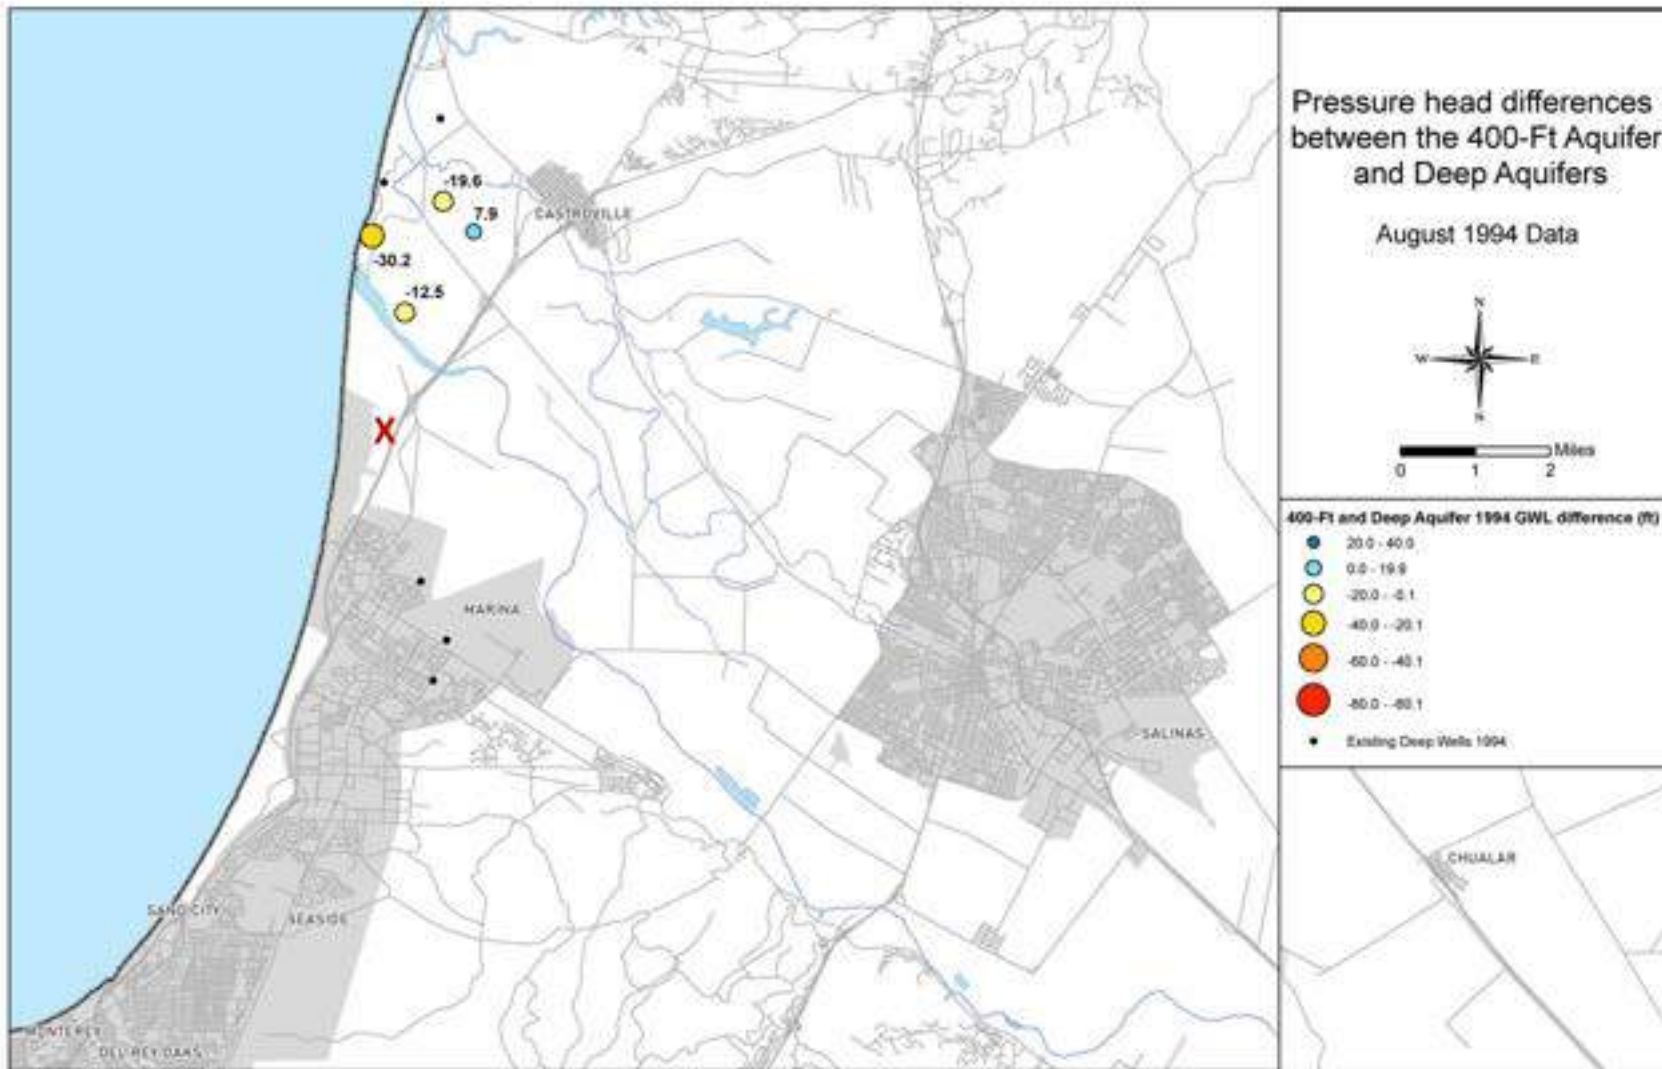 Pressure head differences
between the 400-Ft Aquifer
and Deep Aquifers
August 1994 Data
N
W
E
S
Miles
0 1 2
400-Ft and Deep Aquifer 1994 GWL difference (ft)
20.0 - 40.0
0.0 - 19.9
-20.0 - -0.1
-40.0 - -20.1
-60.0 - -40.1
-80.0 - -60.1
Existing Deep Wells 1994
-19.6
7.9
CASTROVILLE
-30.2
-12.5
X
MARINA
SALINAS
CHUALAR
SAND CITY
SEASIDE
MONTEREY
DEL REY OAKS